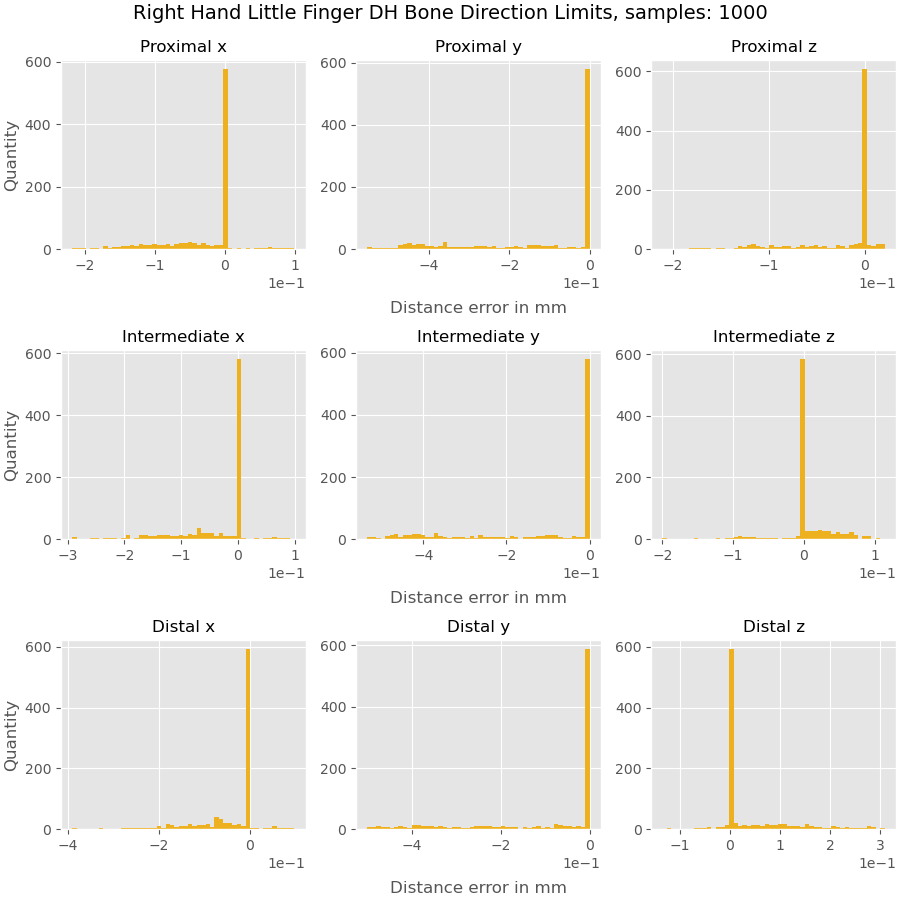 Right Hand Little Finger DH Bone Direction Limits, samples: 1000
Proximal x
Proximal y
Proximal z
Quantity
600
400
200
0
−2
−1
0
1
1e−1
600
400
200
0
−4
−2
0
1e−1
600
400
200
0
−2
−1
0
1e−1
Distance error in mm
Intermediate x
Intermediate y
Intermediate z
Quantity
600
400
200
0
−3
−2
−1
0
1
1e−1
600
400
200
0
−4
−2
0
1e−1
600
400
200
0
−2
−1
0
1
1e−1
Distance error in mm
Distal x
Distal y
Distal z
Quantity
600
400
200
0
−4
−2
0
1e−1
600
400
200
0
−4
−2
0
1e−1
600
400
200
0
−1
0
1
2
3
1e−1
Distance error in mm